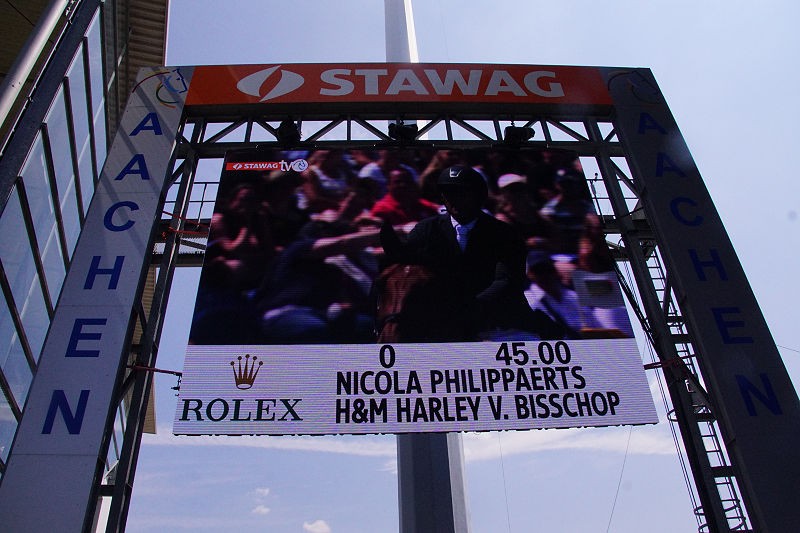 STAWAG
AACHEN
AACHEN
STAWAG tv
0 45.00
NICOLA PHILIPPAERTS
H&M HARLEY V. BISSCHOP
ROLEX